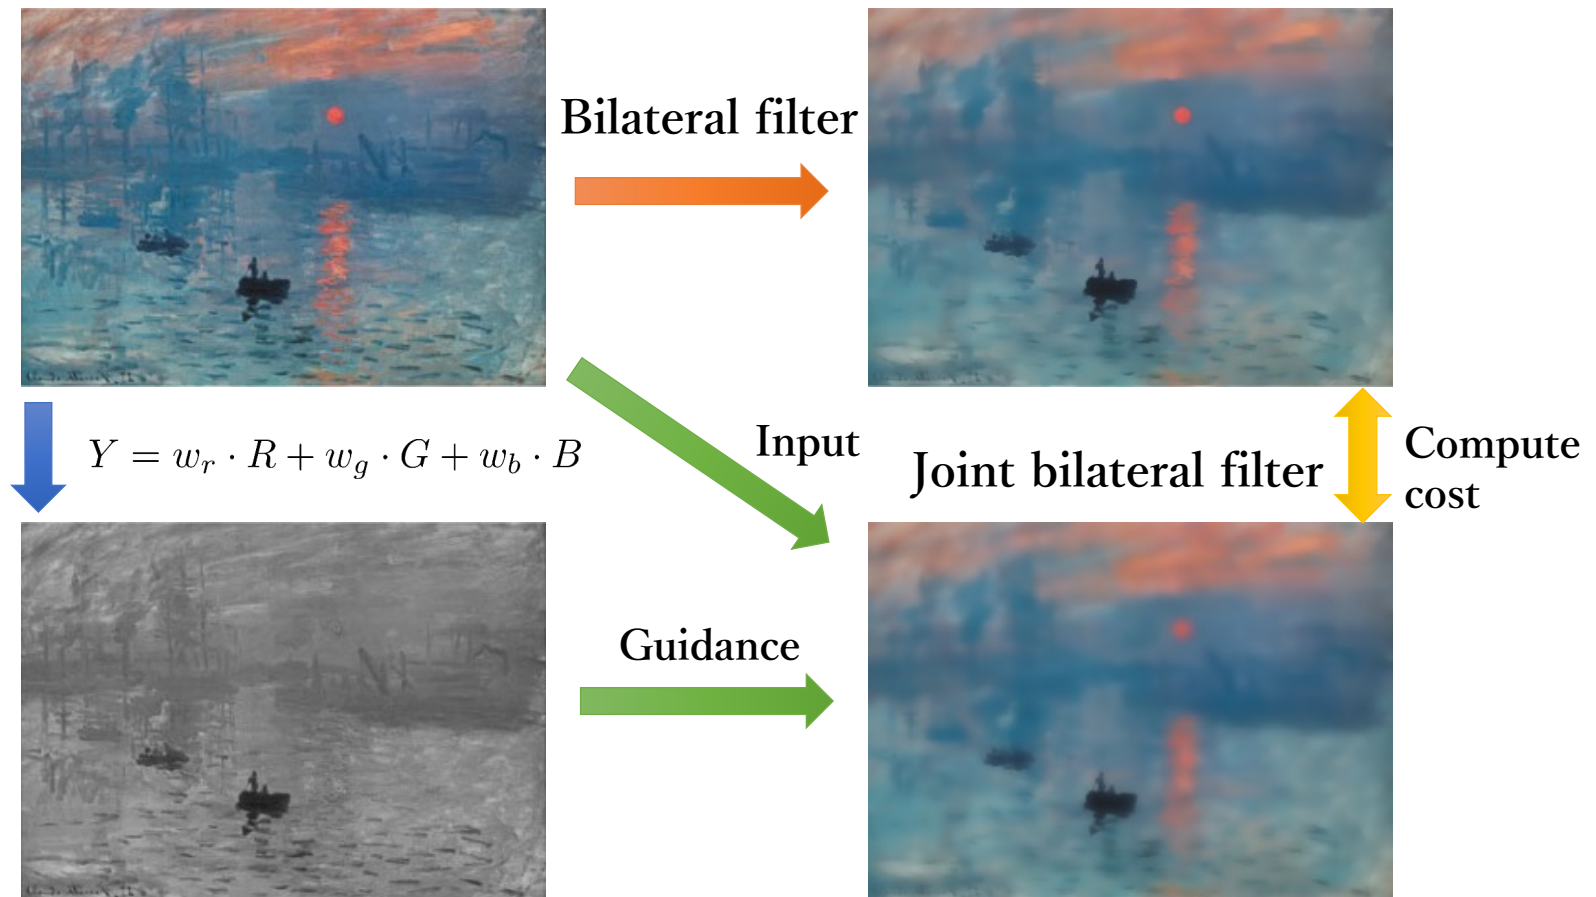 Bilateral filter
Y = w_r · R + w_g · G + w_b · B
Input
Joint bilateral filter
Compute
cost
Guidance